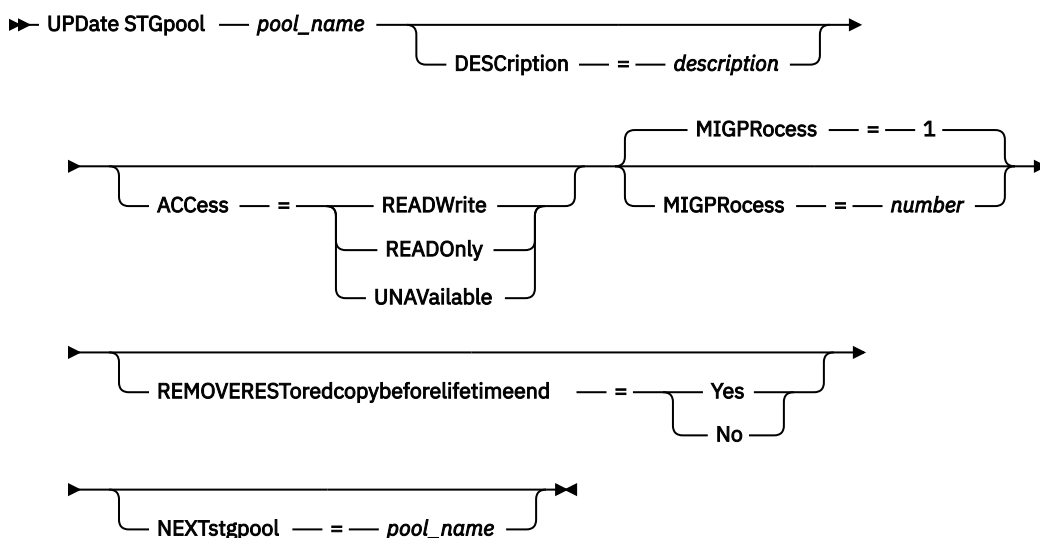 UPDate STGpool — pool_name
DESCription — = — description
MIGPRocess — = — 1
ACCess — = — READWrite
MIGPRocess — = — number
READOnly
UNAVailable
REMOVERESToredcopybeforelifetimeend — = — Yes
No
NEXTstgpool — = — pool_name